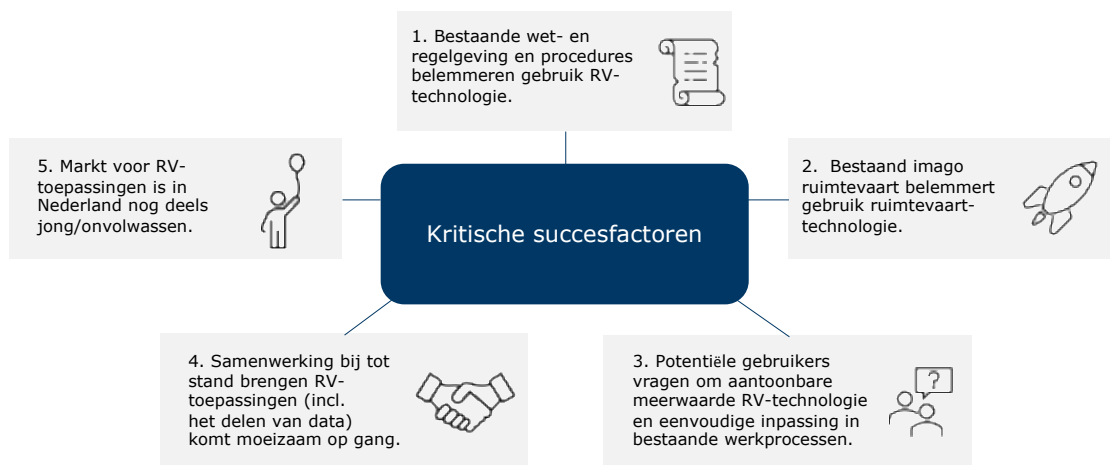 1. Bestaande wet- en
regelgeving en procedures
belemmeren gebruik RV-
technologie.
5. Markt voor RV-
toepassingen is in
Nederland nog deels
jong/onvolwassen.
2. Bestaand imago
ruimtevaart belemmert
gebruik ruimtevaart-
technologie.
Kritische succesfactoren
4. Samenwerking bij tot
stand brengen RV-
toepassingen (incl.
het delen van data)
komt moeizaam op gang.
3. Potentiële gebruikers
vragen om aantoonbare
meerwaarde RV-technologie
en eenvoudige inpassing in
bestaande werkprocessen.
?